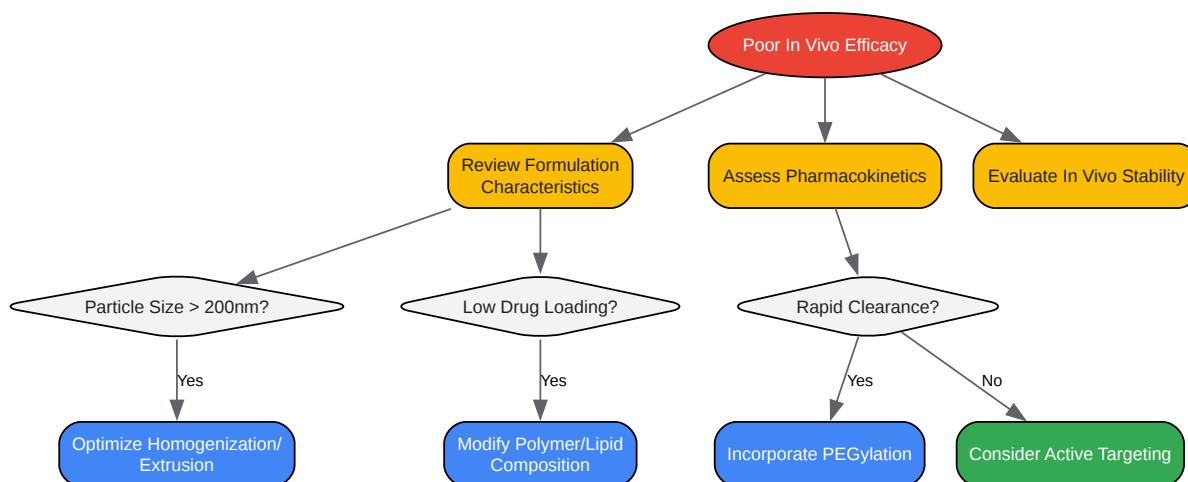 Poor In Vivo Efficacy
Review Formulation
Characteristics
Assess Pharmacokinetics
Evaluate In Vivo Stability
Particle Size > 200nm?
Low Drug Loading?
Rapid Clearance?
Yes
Yes
Yes
No
Optimize Homogenization/
Extrusion
Modify Polymer/Lipid
Composition
Incorporate PEGylation
Consider Active Targeting